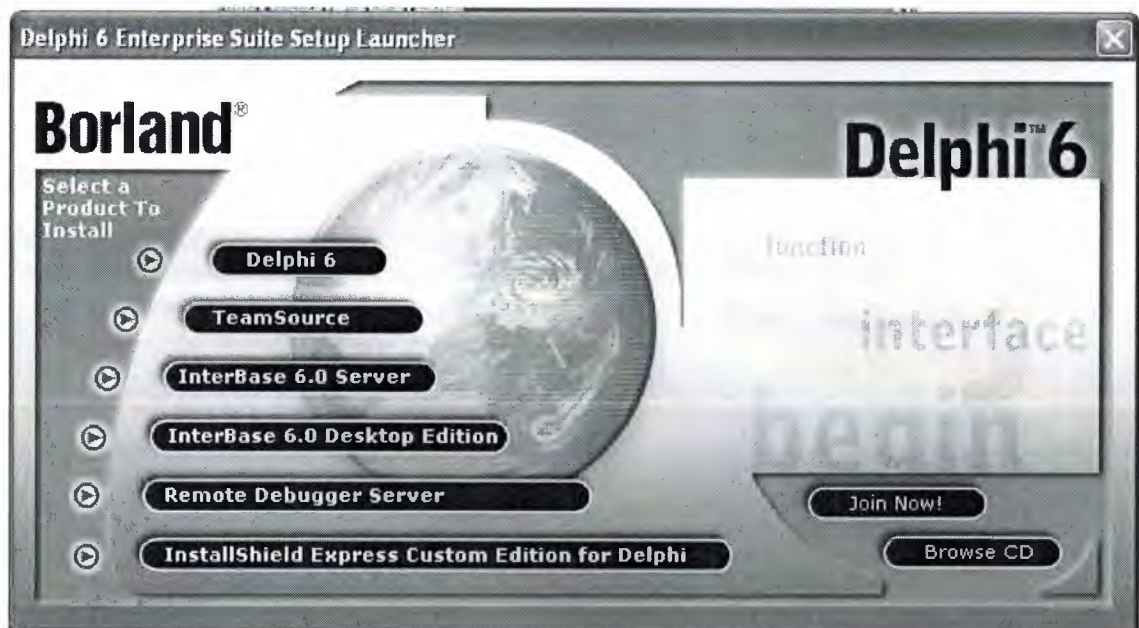 Delphi 6 Enterprise Suite Setup Launcher
Borland®
Delphi™ 6
Select a
Product To
Install
Delphi 6
TeamSource
InterBase 6.0 Server
InterBase 6.0 Desktop Edition
Remote Debugger Server
InstallShield Express Custom Edition for Delphi
function
interface
begin
Join Now!
Browse CD